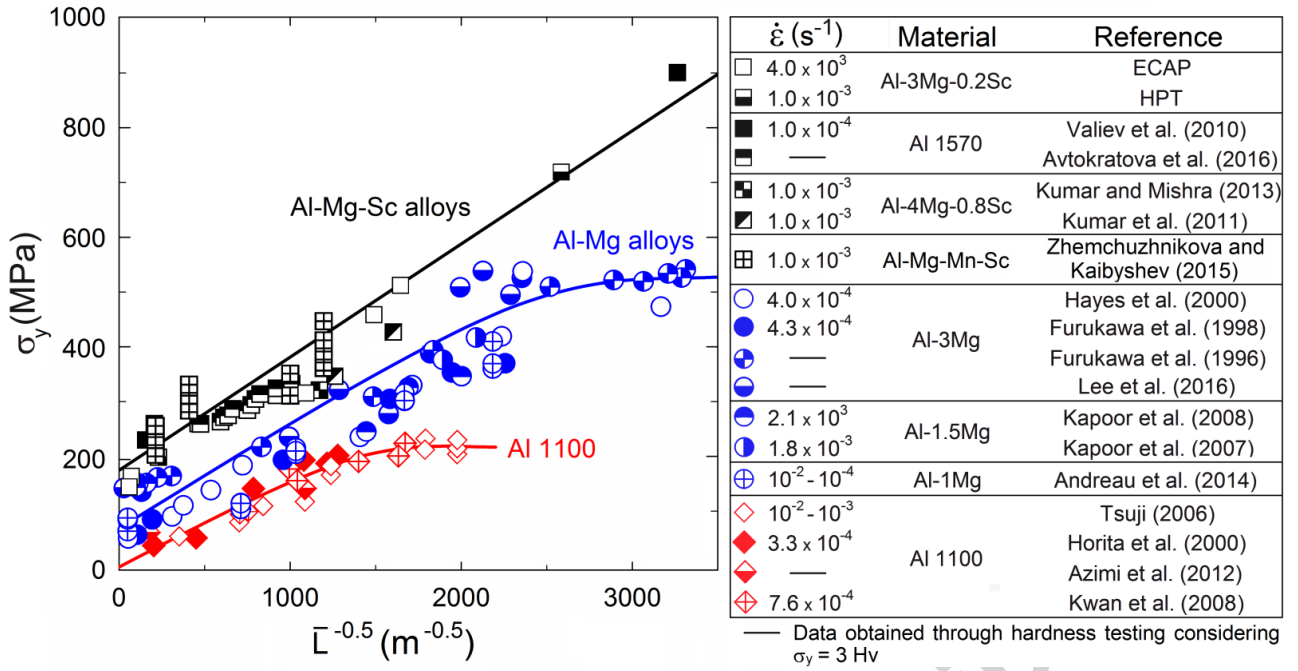 1000
800
600
400
200
0
σy (MPa)
0 1000 2000 3000
L̄ -0.5 (m-0.5)
Al-Mg-Sc alloys
Al-Mg alloys
Al 1100
ε̇ (s-1) Material Reference
4.0 x 10³ Al-3Mg-0.2Sc ECAP
1.0 x 10-3 HPT
1.0 x 10-4 Al 1570 Valiev et al. (2010)
— Avtokratova et al. (2016)
1.0 x 10-3 Al-4Mg-0.8Sc Kumar and Mishra (2013)
1.0 x 10-3 Kumar et al. (2011)
1.0 x 10-3 Al-Mg-Mn-Sc Zhemchuzhnikova and
Kaibyshev (2015)
4.0 x 10-4 Al-3Mg Hayes et al. (2000)
4.3 x 10-4 Furukawa et al. (1998)
— Furukawa et al. (1996)
— Lee et al. (2016)
2.1 x 10³ Al-1.5Mg Kapoor et al. (2008)
1.8 x 10-3 Kapoor et al. (2007)
10-2 - 10-4 Al-1Mg Andreau et al. (2014)
10-2 - 10-3 Al 1100 Tsuji (2006)
3.3 x 10-4 Horita et al. (2000)
— Azimi et al. (2012)
7.6 x 10-4 Kwan et al. (2008)
— Data obtained through hardness testing considering
σy = 3 Hv